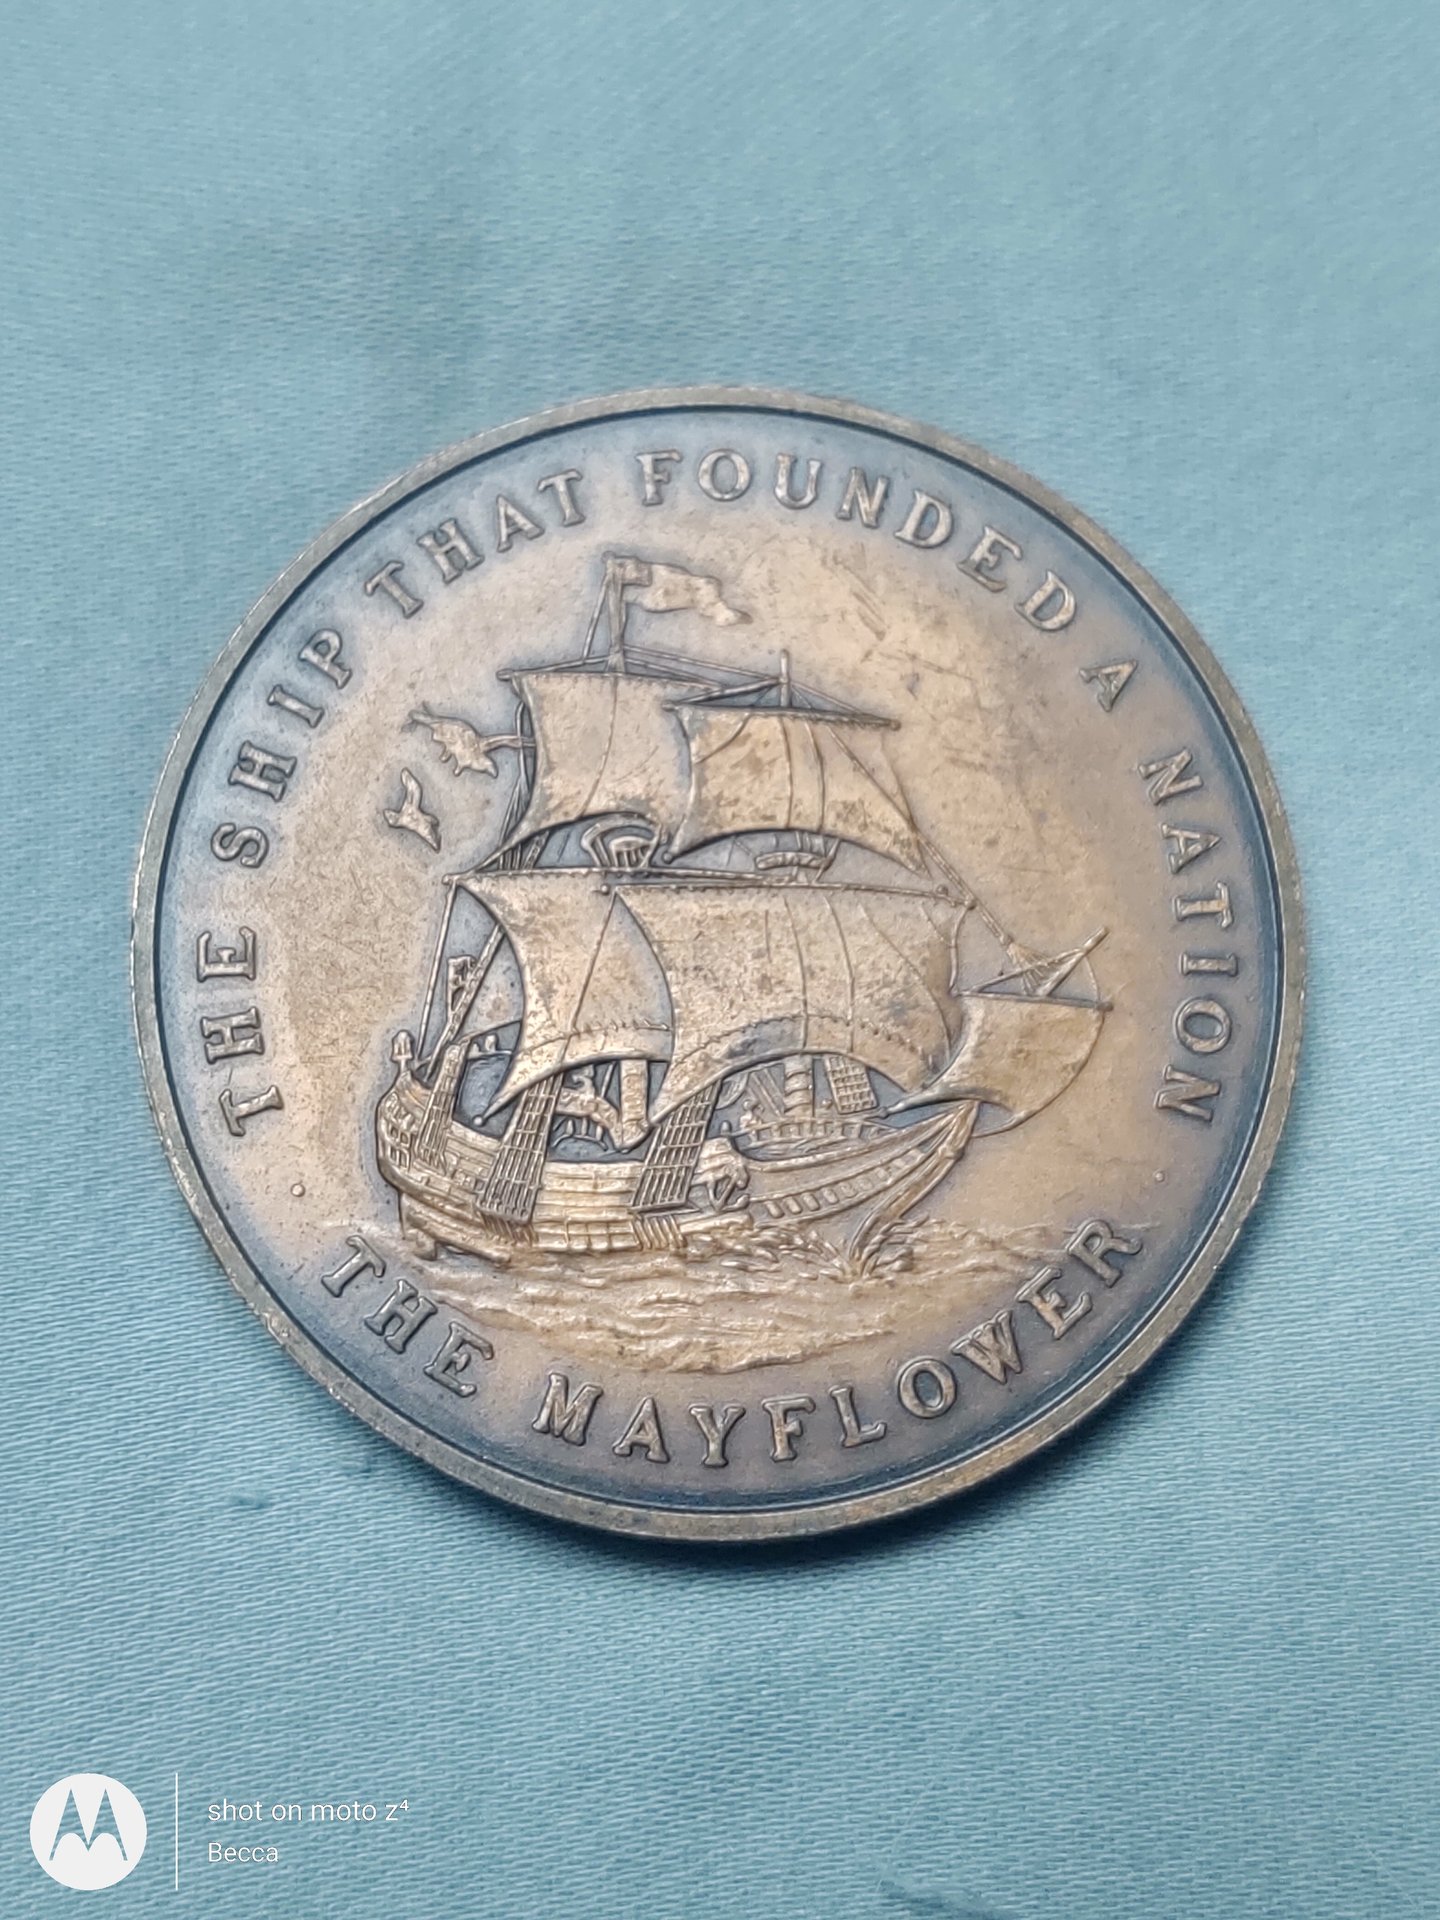 THE SHIP THAT FOUNDED A NATION
· THE MAYFLOWER ·
shot on moto z⁴
Becca